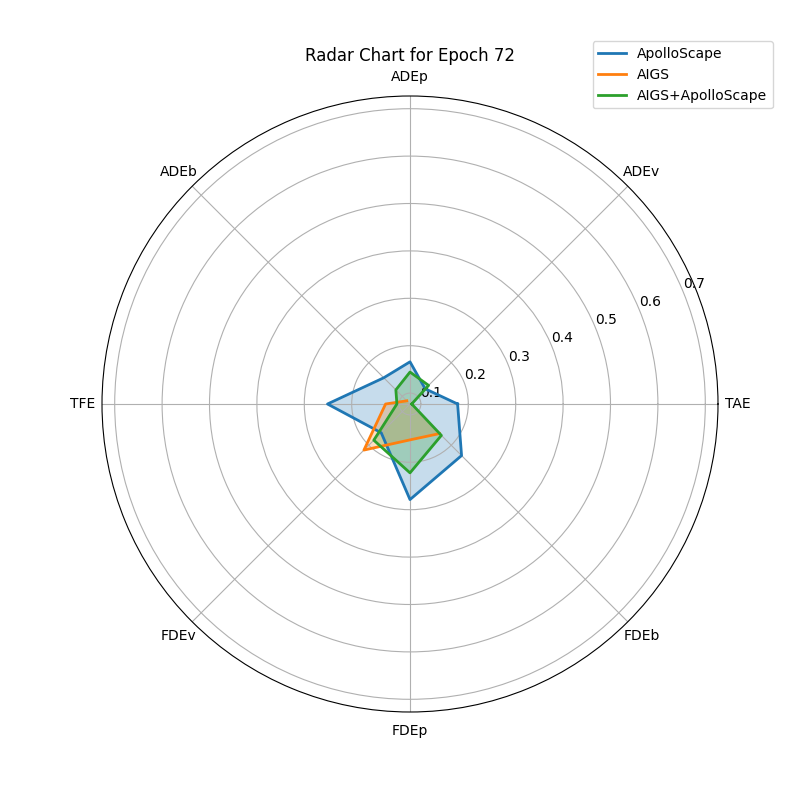 Radar Chart for Epoch 72
ApolloScape
AIGS
AIGS+ApolloScape
ADEp
ADEb
ADEv
0.7
0.6
0.5
0.4
0.3
0.2
0.1
TFE
TAE
FDEv
FDEb
FDEp